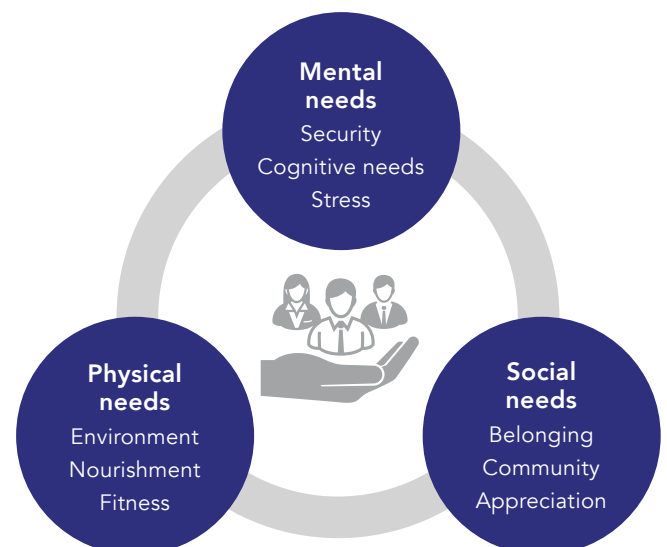 Mental
needs
Security
Cognitive needs
Stress
Physical
needs
Environment
Nourishment
Fitness
Social
needs
Belonging
Community
Appreciation